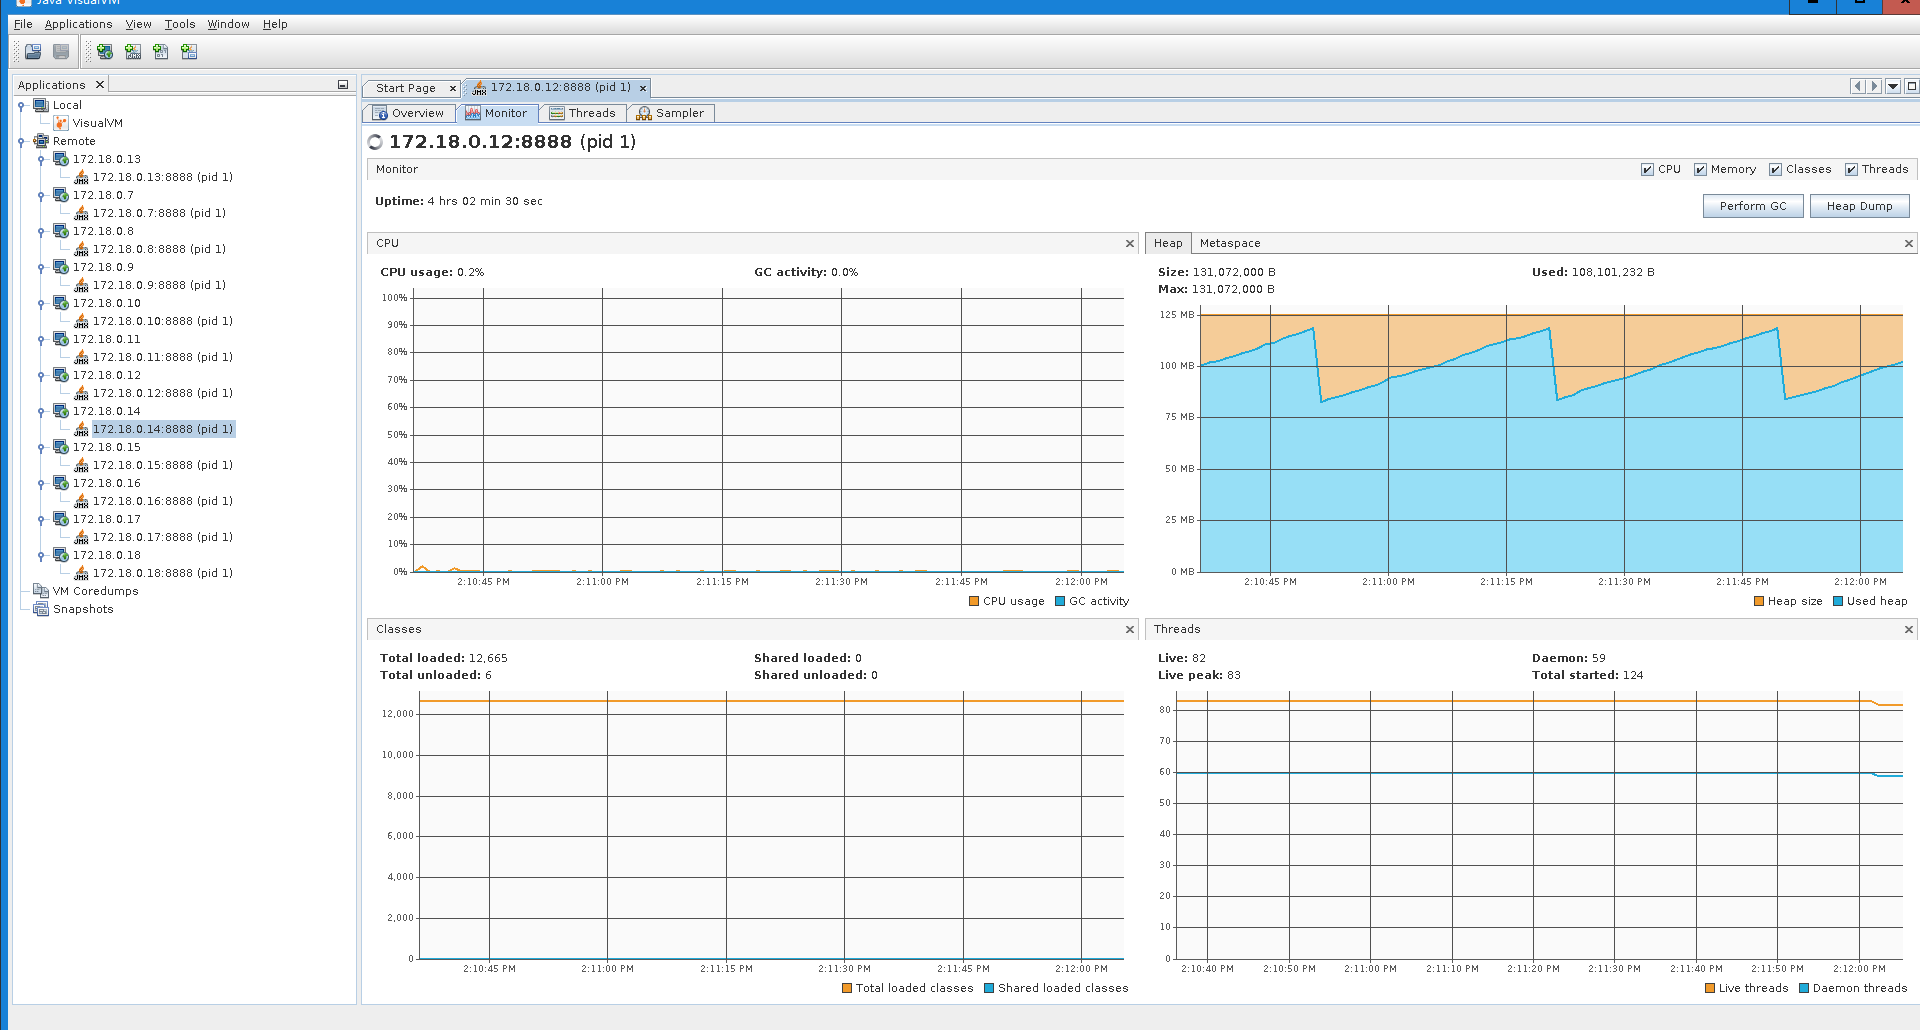 Java VisualVM
File Applications View Tools Window Help
Applications
Local
VisualVM
Remote
172.18.0.13
172.18.0.13:8888 (pid 1)
172.18.0.7
172.18.0.7:8888 (pid 1)
172.18.0.8
172.18.0.8:8888 (pid 1)
172.18.0.9
172.18.0.9:8888 (pid 1)
172.18.0.10
172.18.0.10:8888 (pid 1)
172.18.0.11
172.18.0.11:8888 (pid 1)
172.18.0.12
172.18.0.12:8888 (pid 1)
172.18.0.14
172.18.0.14:8888 (pid 1)
172.18.0.15
172.18.0.15:8888 (pid 1)
172.18.0.16
172.18.0.16:8888 (pid 1)
172.18.0.17
172.18.0.17:8888 (pid 1)
172.18.0.18
172.18.0.18:8888 (pid 1)
VM Coredumps
Snapshots
Start Page 172.18.0.12:8888 (pid 1)
Overview Monitor Threads Sampler
172.18.0.12:8888 (pid 1)
Monitor CPU Memory Classes Threads
Uptime: 4 hrs 02 min 30 sec
Perform GC Heap Dump
CPU
CPU usage: 0.2% GC activity: 0.0%
100%
90%
80%
70%
60%
50%
40%
30%
20%
10%
0%
2:10:45 PM 2:11:00 PM 2:11:15 PM 2:11:30 PM 2:11:45 PM 2:12:00 PM
CPU usage GC activity
Heap Metaspace
Size: 131,072,000 B Used: 108,101,232 B
Max: 131,072,000 B
125 MB
100 MB
75 MB
50 MB
25 MB
0 MB
2:10:45 PM 2:11:00 PM 2:11:15 PM 2:11:30 PM 2:11:45 PM 2:12:00 PM
Heap size Used heap
Classes
Total loaded: 12,665 Shared loaded: 0
Total unloaded: 6 Shared unloaded: 0
12,000
10,000
8,000
6,000
4,000
2,000
0
2:10:45 PM 2:11:00 PM 2:11:15 PM 2:11:30 PM 2:11:45 PM 2:12:00 PM
Total loaded classes Shared loaded classes
Threads
Live: 82 Daemon: 59
Live peak: 83 Total started: 124
80
70
60
50
40
30
20
10
0
2:10:40 PM 2:10:50 PM 2:11:00 PM 2:11:10 PM 2:11:20 PM 2:11:30 PM 2:11:40 PM 2:11:50 PM 2:12:00 PM
Live threads Daemon threads